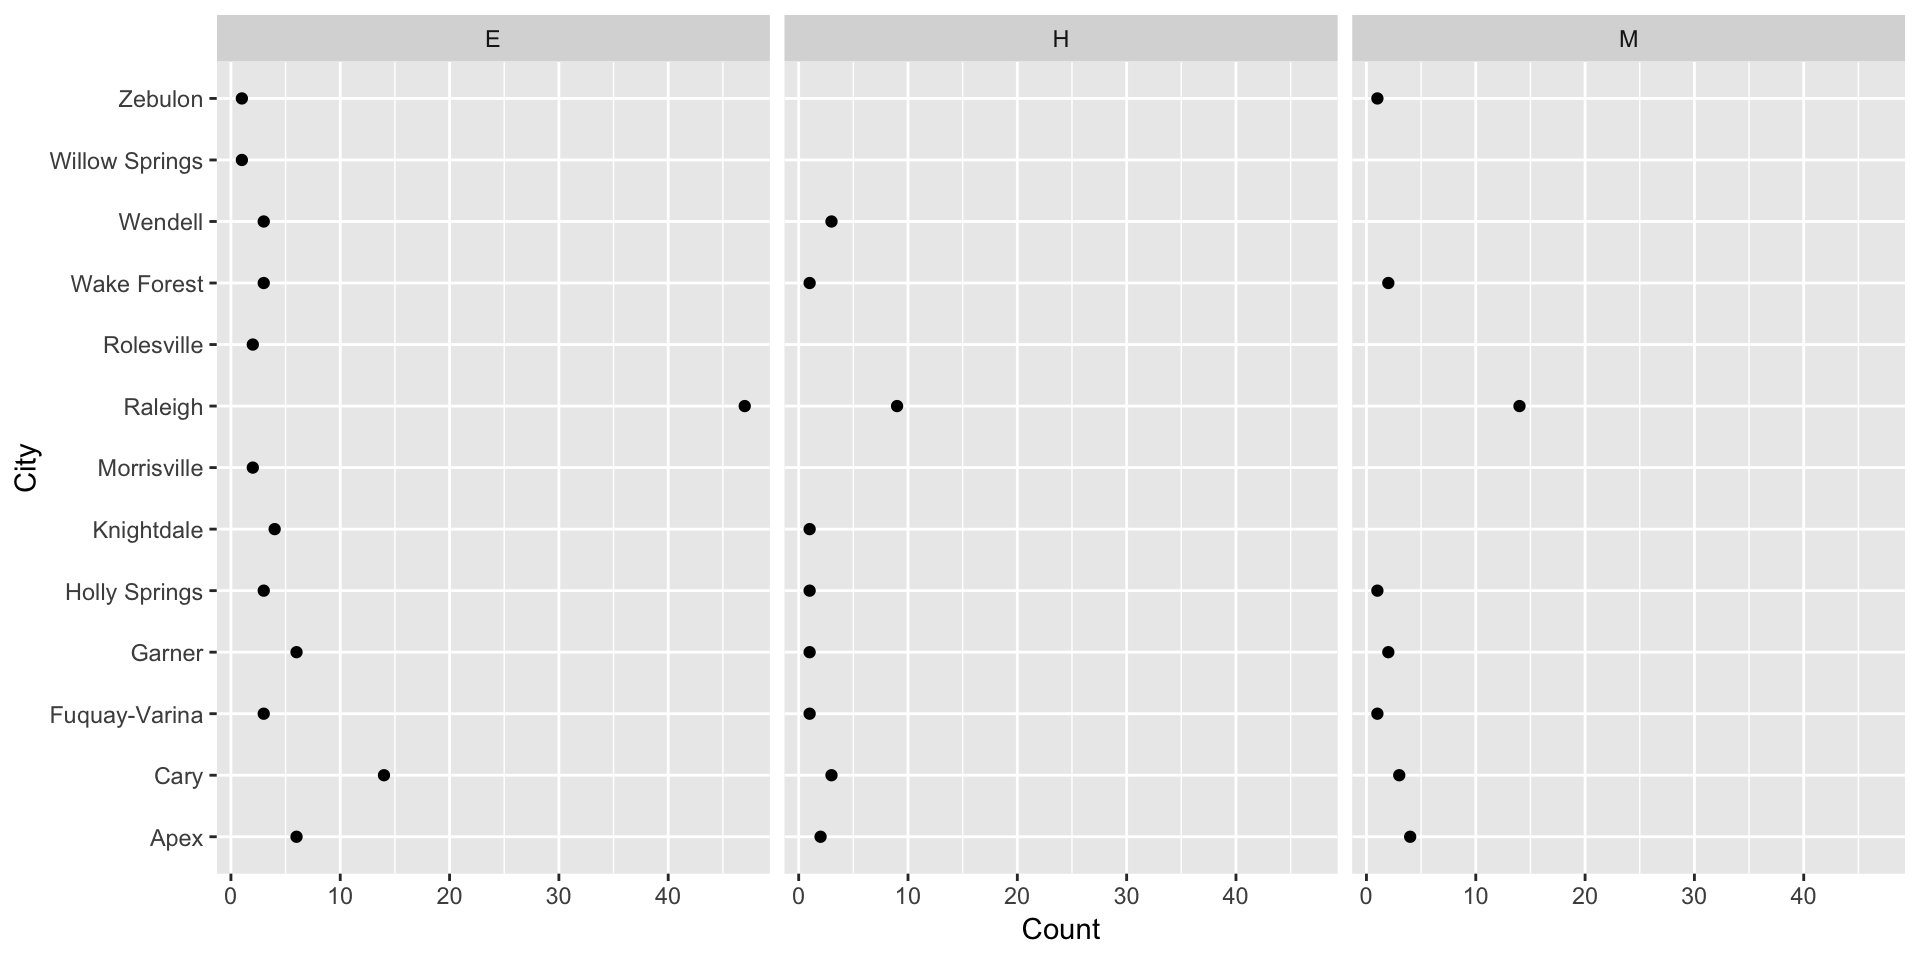 E H M
Zebulon
Willow Springs
Wendell
Wake Forest
Rolesville
Raleigh
Morrisville
Knightdale
Holly Springs
Garner
Fuquay-Varina
Cary
Apex
City
0 10 20 30 40 0 10 20 30 40 0 10 20 30 40
Count